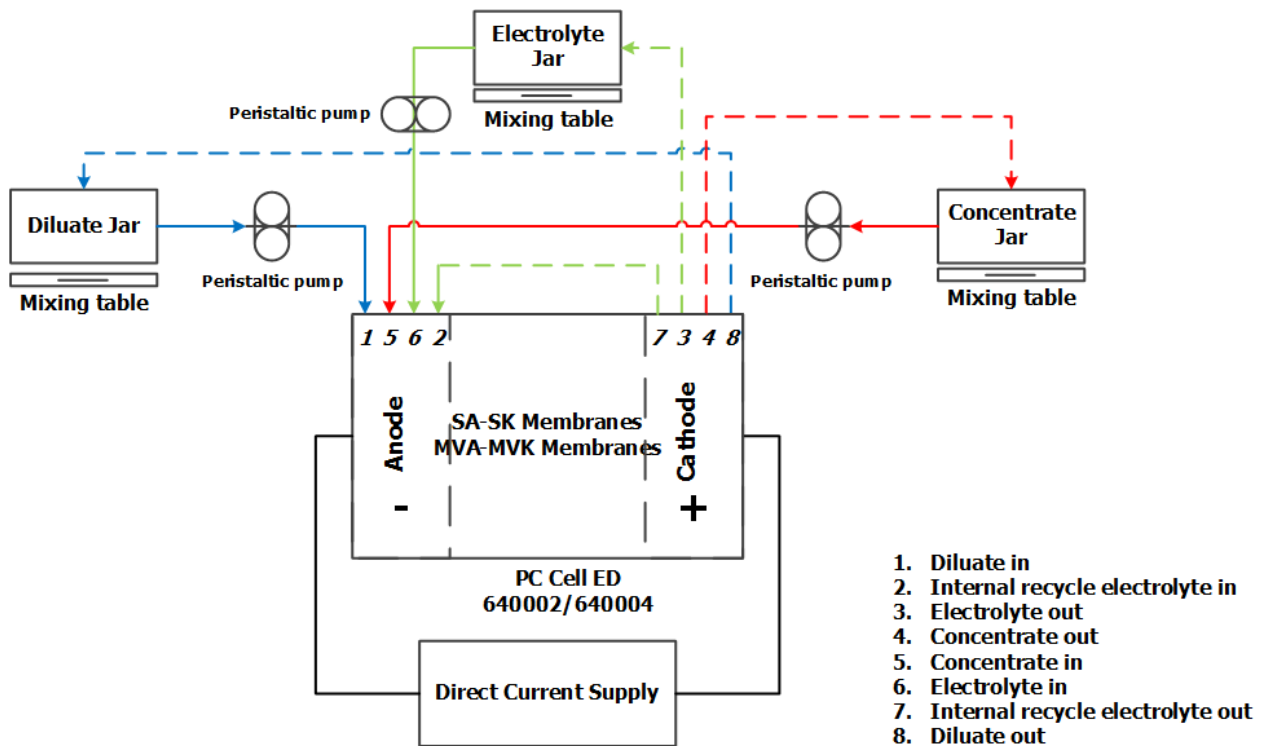 Electrolyte
Jar
Peristaltic pump
Mixing table
Diluate Jar
Concentrate
Jar
Peristaltic pump
Peristaltic pump
Mixing table
Mixing table
1 5 6 2
7 3 4 8
Anode
-
SA-SK Membranes
MVA-MVK Membranes
Cathode
+
PC Cell ED
640002/640004
Direct Current Supply
1. Diluate in
2. Internal recycle electrolyte in
3. Electrolyte out
4. Concentrate out
5. Concentrate in
6. Electrolyte in
7. Internal recycle electrolyte out
8. Diluate out